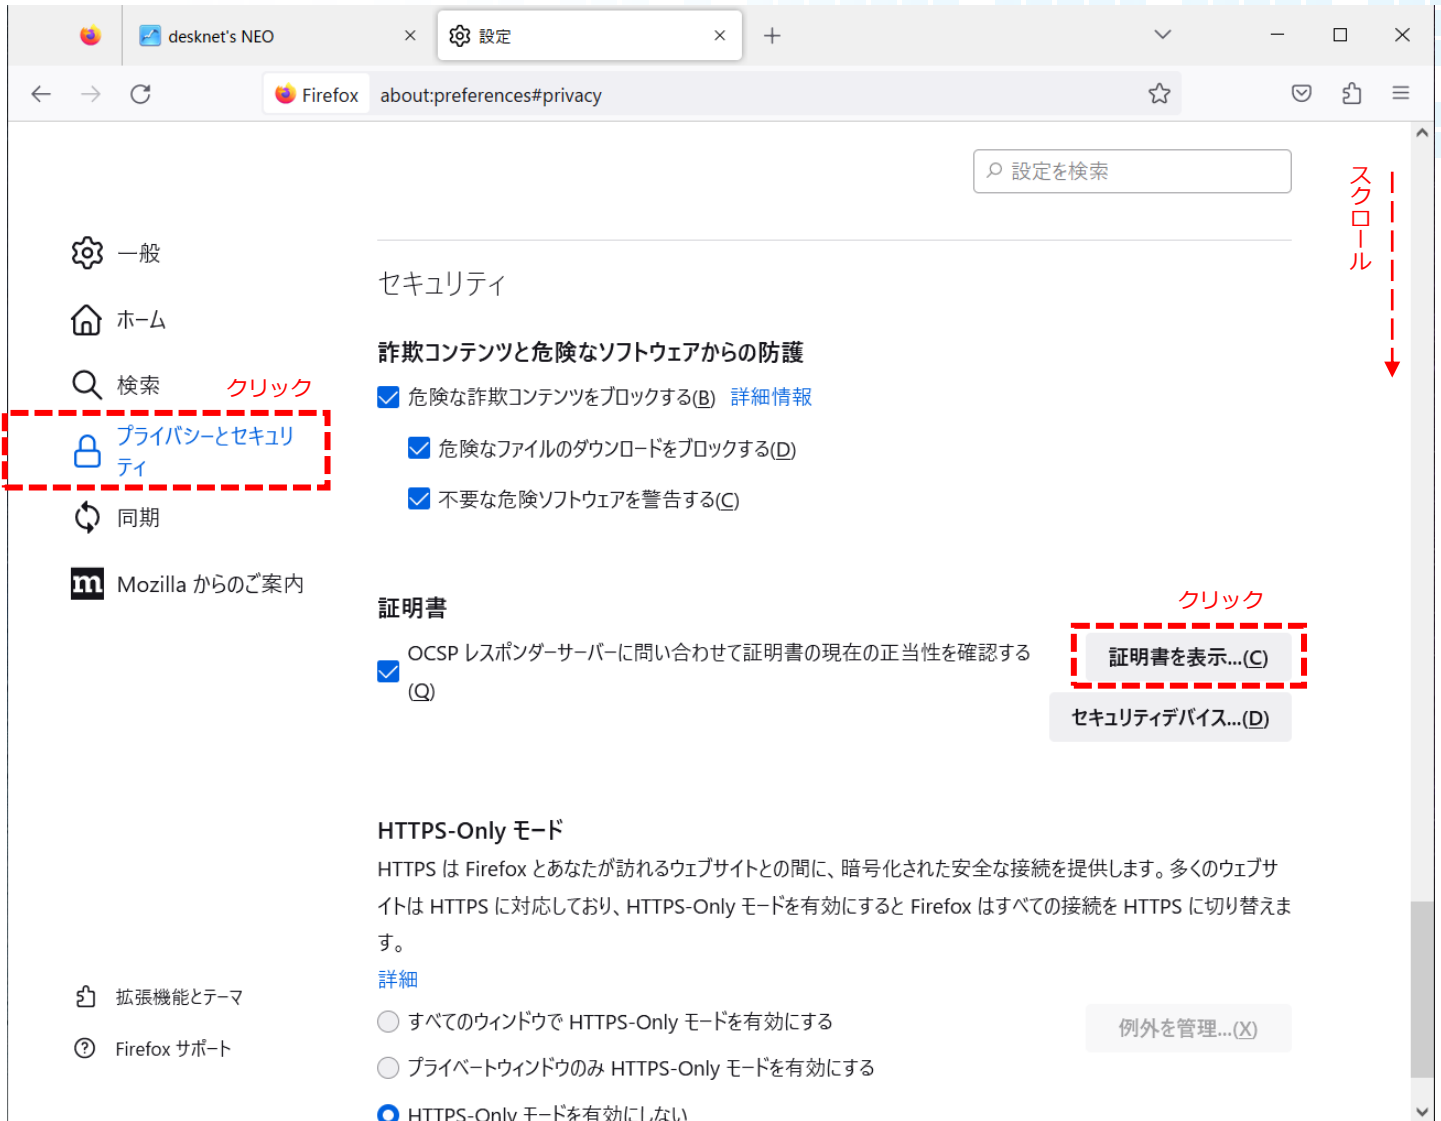 desknet's NEO
設定
Firefox
about:preferences#privacy
設定を検索
スクロール
一般
ホーム
検索
クリック
プライバシーとセキュリ
ティ
同期
Mozilla からのご案内
セキュリティ
詐欺コンテンツと危険なソフトウェアからの防護
危険な詐欺コンテンツをブロックする(B) 詳細情報
危険なファイルのダウンロードをブロックする(D)
不要な危険ソフトウェアを警告する(C)
証明書
クリック
OCSP レスポンダーサーバーに問い合わせて証明書の現在の正当性を確認する
(Q)
証明書を表示...(C)
セキュリティデバイス...(D)
HTTPS-Only モード
HTTPS は Firefox とあなたが訪れるウェブサイトとの間に、暗号化された安全な接続を提供します。多くのウェブサ
イトは HTTPS に対応しており、HTTPS-Only モードを有効にすると Firefox はすべての接続を HTTPS に切り替えま
す。
詳細
すべてのウィンドウで HTTPS-Only モードを有効にする
例外を管理...(X)
プライベートウィンドウのみ HTTPS-Only モードを有効にする
HTTPS-Only モードを有効にしない
拡張機能とテーマ
Firefox サポート